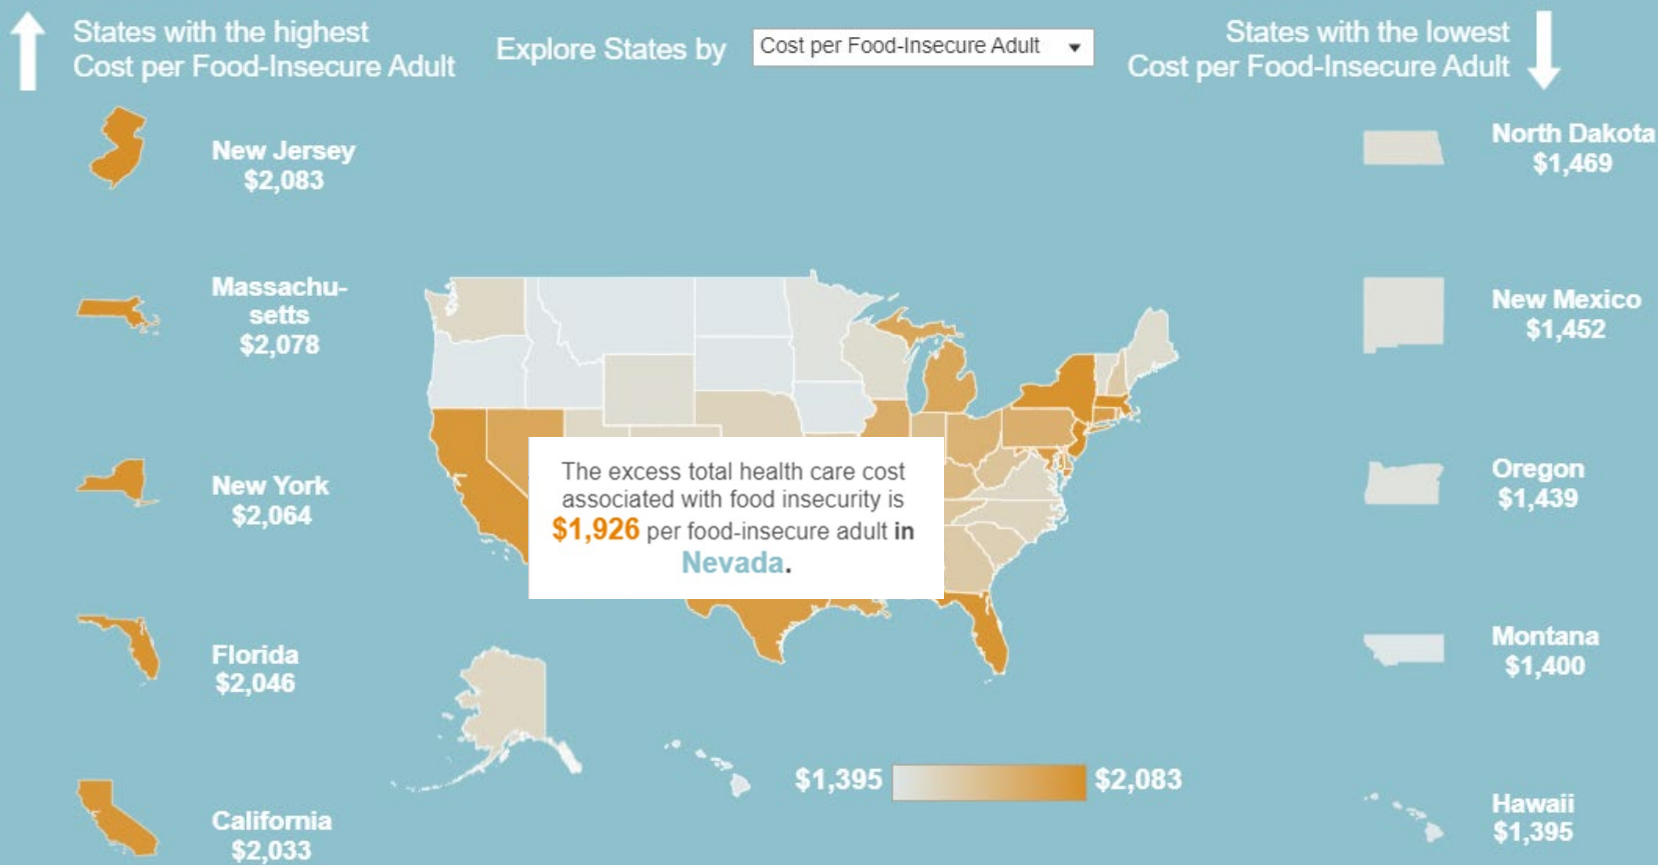 States with the highest
Cost per Food-Insecure Adult
Explore States by
Cost per Food-Insecure Adult
States with the lowest
Cost per Food-Insecure Adult
New Jersey
$2,083
Massachu-
setts
$2,078
New York
$2,064
Florida
$2,046
California
$2,033
The excess total health care cost
associated with food insecurity is
$1,926 per food-insecure adult in
Nevada.
$1,395
$2,083
North Dakota
$1,469
New Mexico
$1,452
Oregon
$1,439
Montana
$1,400
Hawaii
$1,395